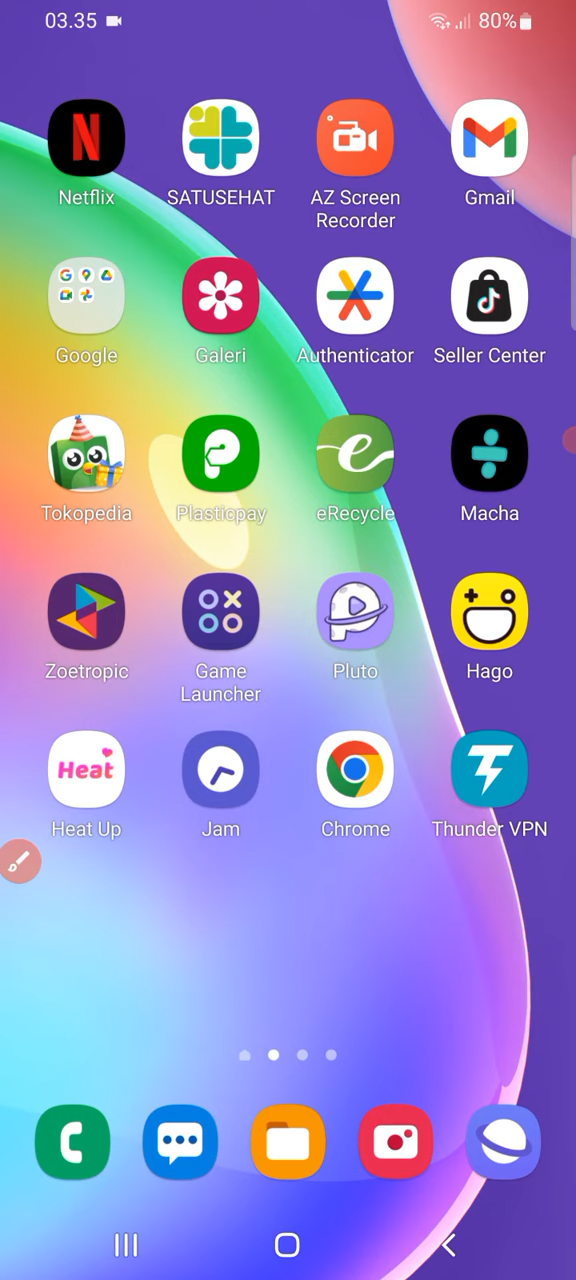 03.35
80%
Netflix
SATUSEHAT
AZ Screen
Recorder
Gmail
Google
Galeri
Authenticator
Seller Center
Tokopedia
Plasticpay
eRecycle
Macha
Zoetropic
Game
Launcher
Pluto
Hago
Heat
Heat Up
Jam
Chrome
Thunder VPN